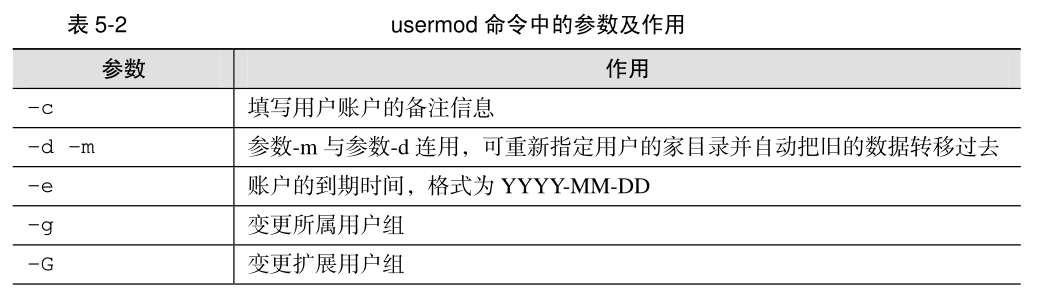 表 5-2 usermod 命令中的参数及作用
参数 作用
-c 填写用户账户的备注信息
-d -m 参数-m 与参数-d 连用，可重新指定用户的家目录并自动把旧的数据转移过去
-e 账户的到期时间，格式为 YYYY-MM-DD
-g 变更所属用户组
-G 变更扩展用户组